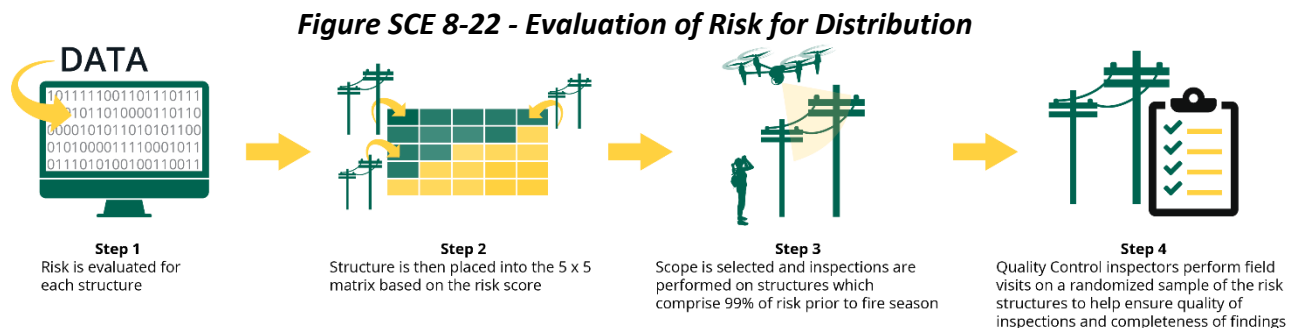 Figure SCE 8-22 - Evaluation of Risk for Distribution
DATA
1011111001101110111
1011010000110110
0000101011010101100
0101000011110001011
0111010100100110011
Step 1
Risk is evaluated for
each structure
Step 2
Structure is then placed into the 5 x 5
matrix based on the risk score
Step 3
Scope is selected and inspections are
performed on structures which
comprise 99% of risk prior to fire season
Step 4
Quality Control inspectors perform field
visits on a randomized sample of the risk
structures to help ensure quality of
inspections and completeness of findings